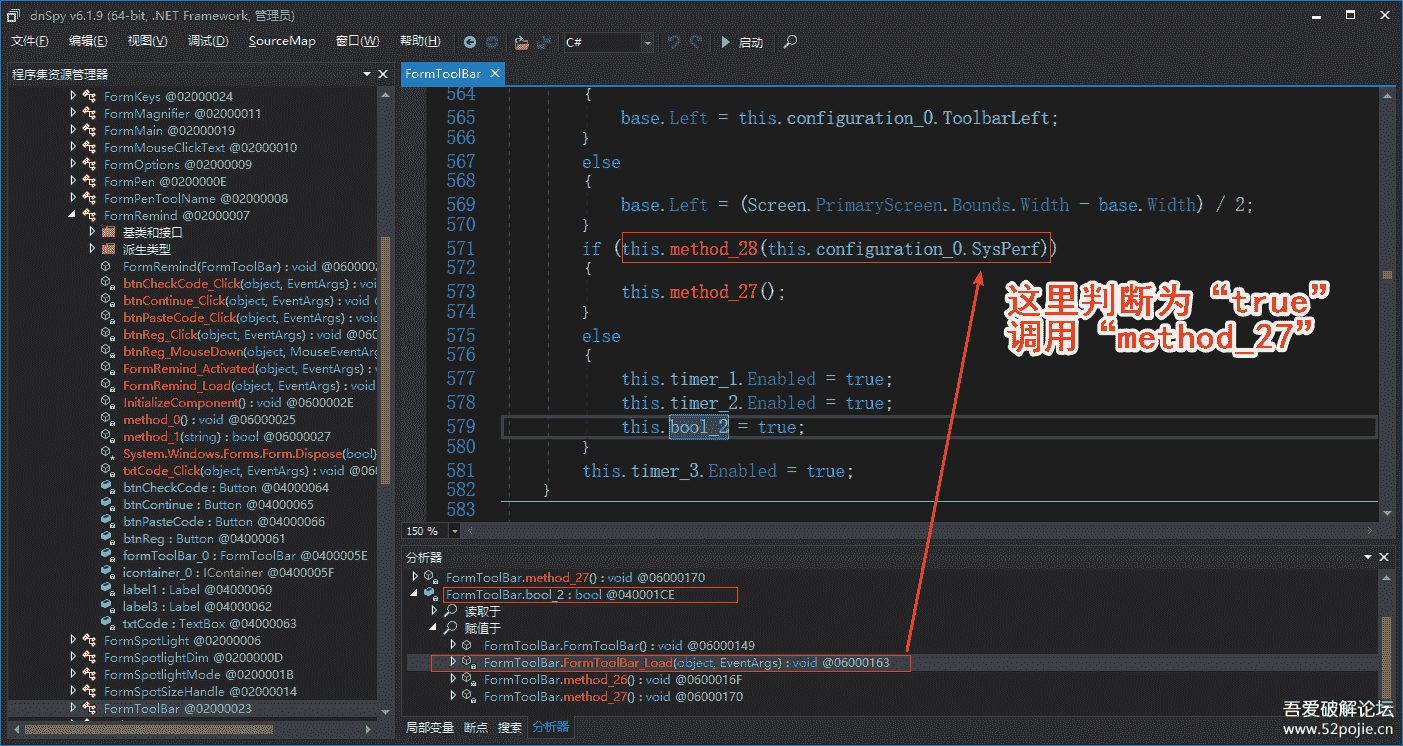 dnSpy v6.1.9 (64-bit, .NET Framework, 管理员)
文件(F) 编辑(E) 视图(V) 调试(D) SourceMap 窗口(W) 帮助(H) C# 启动
程序集资源管理器
FormKeys @02000024
FormMagnifier @02000011
FormMain @02000019
FormMouseClickText @02000010
FormOptions @02000009
FormPen @0200000E
FormPenToolName @02000008
FormRemind @02000007
基类和接口
派生类型
FormRemind(FormToolBar) : void @0600002
btnCheckCode_Click(object, EventArgs) : void
btnContinue_Click(object, EventArgs) : void
btnPasteCode_Click(object, EventArgs) : void
btnReg_Click(object, EventArgs) : void @060
btnReg_MouseDown(object, MouseEventArg
FormRemind_Activated(object, EventArgs) :
FormRemind_Load(object, EventArgs) : void
InitializeComponent() : void @0600002E
method_0() : void @06000025
method_1(string) : bool @06000027
System.Windows.Forms.Form.Dispose(bool)
txtCode_Click(object, EventArgs) : void @060
btnCheckCode : Button @04000064
btnContinue : Button @04000065
btnPasteCode : Button @04000066
btnReg : Button @04000061
formToolBar_0 : FormToolBar @0400005E
icontainer_0 : IContainer @0400005F
label1 : Label @04000060
label3 : Label @04000062
txtCode : TextBox @04000063
FormSpotLight @02000006
FormSpotlightDim @0200000D
FormSpotlightMode @0200001B
FormSpotSizeHandle @02000014
FormToolBar @02000023
FormToolBar
564 {
565 base.Left = this.configuration_0.ToolbarLeft;
566 }
567 else
568 {
569 base.Left = (Screen.PrimaryScreen.Bounds.Width - base.Width) / 2;
570 }
571 if (this.method_28(this.configuration_0.SysPerf))
572 {
573 this.method_27();
574 }
575 else
576 {
577 this.timer_1.Enabled = true;
578 this.timer_2.Enabled = true;
579 this.bool_2 = true;
580 }
581 this.timer_3.Enabled = true;
582 }
583
这里判断为“true”
调用“method_27”
150 %
分析器
FormToolBar.method_27() : void @06000170
FormToolBar.bool_2 : bool @040001CE
读取于
赋值于
FormToolBar.FormToolBar() : void @06000149
FormToolBar.FormToolBar_Load(object, EventArgs) : void @06000163
FormToolBar.method_26() : void @0600016F
FormToolBar.method_27() : void @06000170
局部变量 断点 搜索 分析器
吾爱破解论坛
www.52pojie.cn